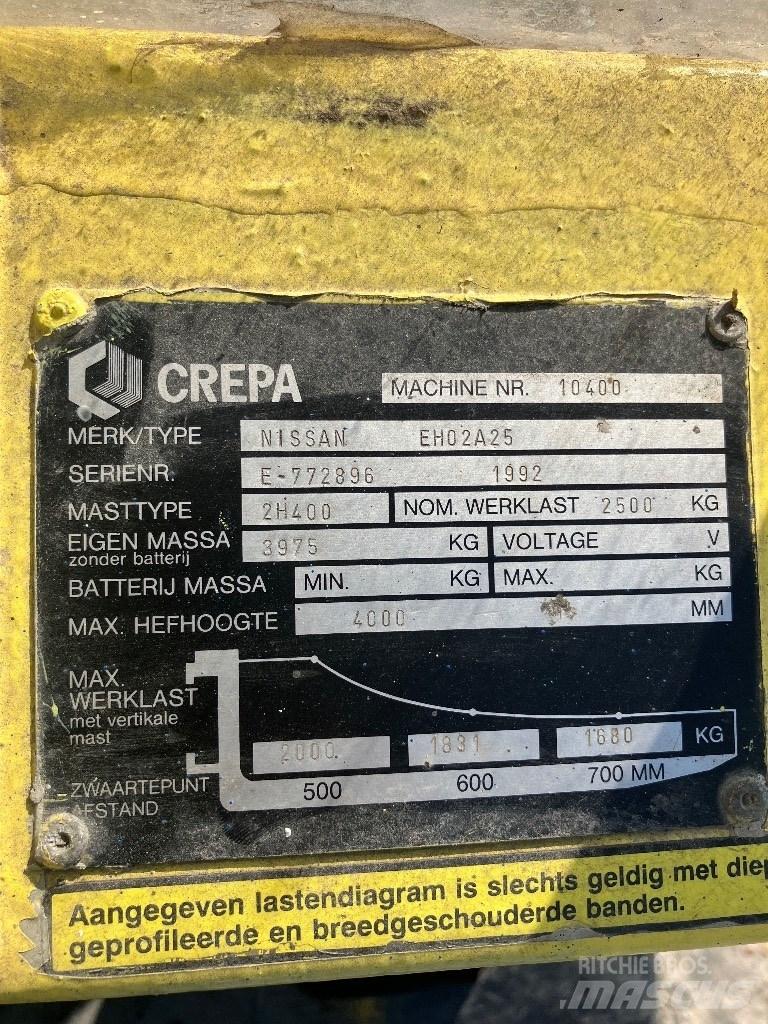 CREPA
MACHINE NR. 10400
MERK/TYPE NISSAN EH02A25
SERIENR. E-772896 1992
MASTTYPE 2H400 NOM. WERKLAST 2500 KG
EIGEN MASSA 3975 KG VOLTAGE V
zonder batterij
BATTERIJ MASSA MIN. KG MAX. KG
MAX. HEFHOOGTE 4000 MM
MAX.
WERKLAST
met vertikale
mast
2000 1831 1680 KG
ZWAARTEPUNT
AFSTAND
500 600 700 MM
Aangegeven lastendiagram is slechts geldig met diep
geprofileerde en breedgeschouderde banden.
RITCHIE BROS.
MASCUS